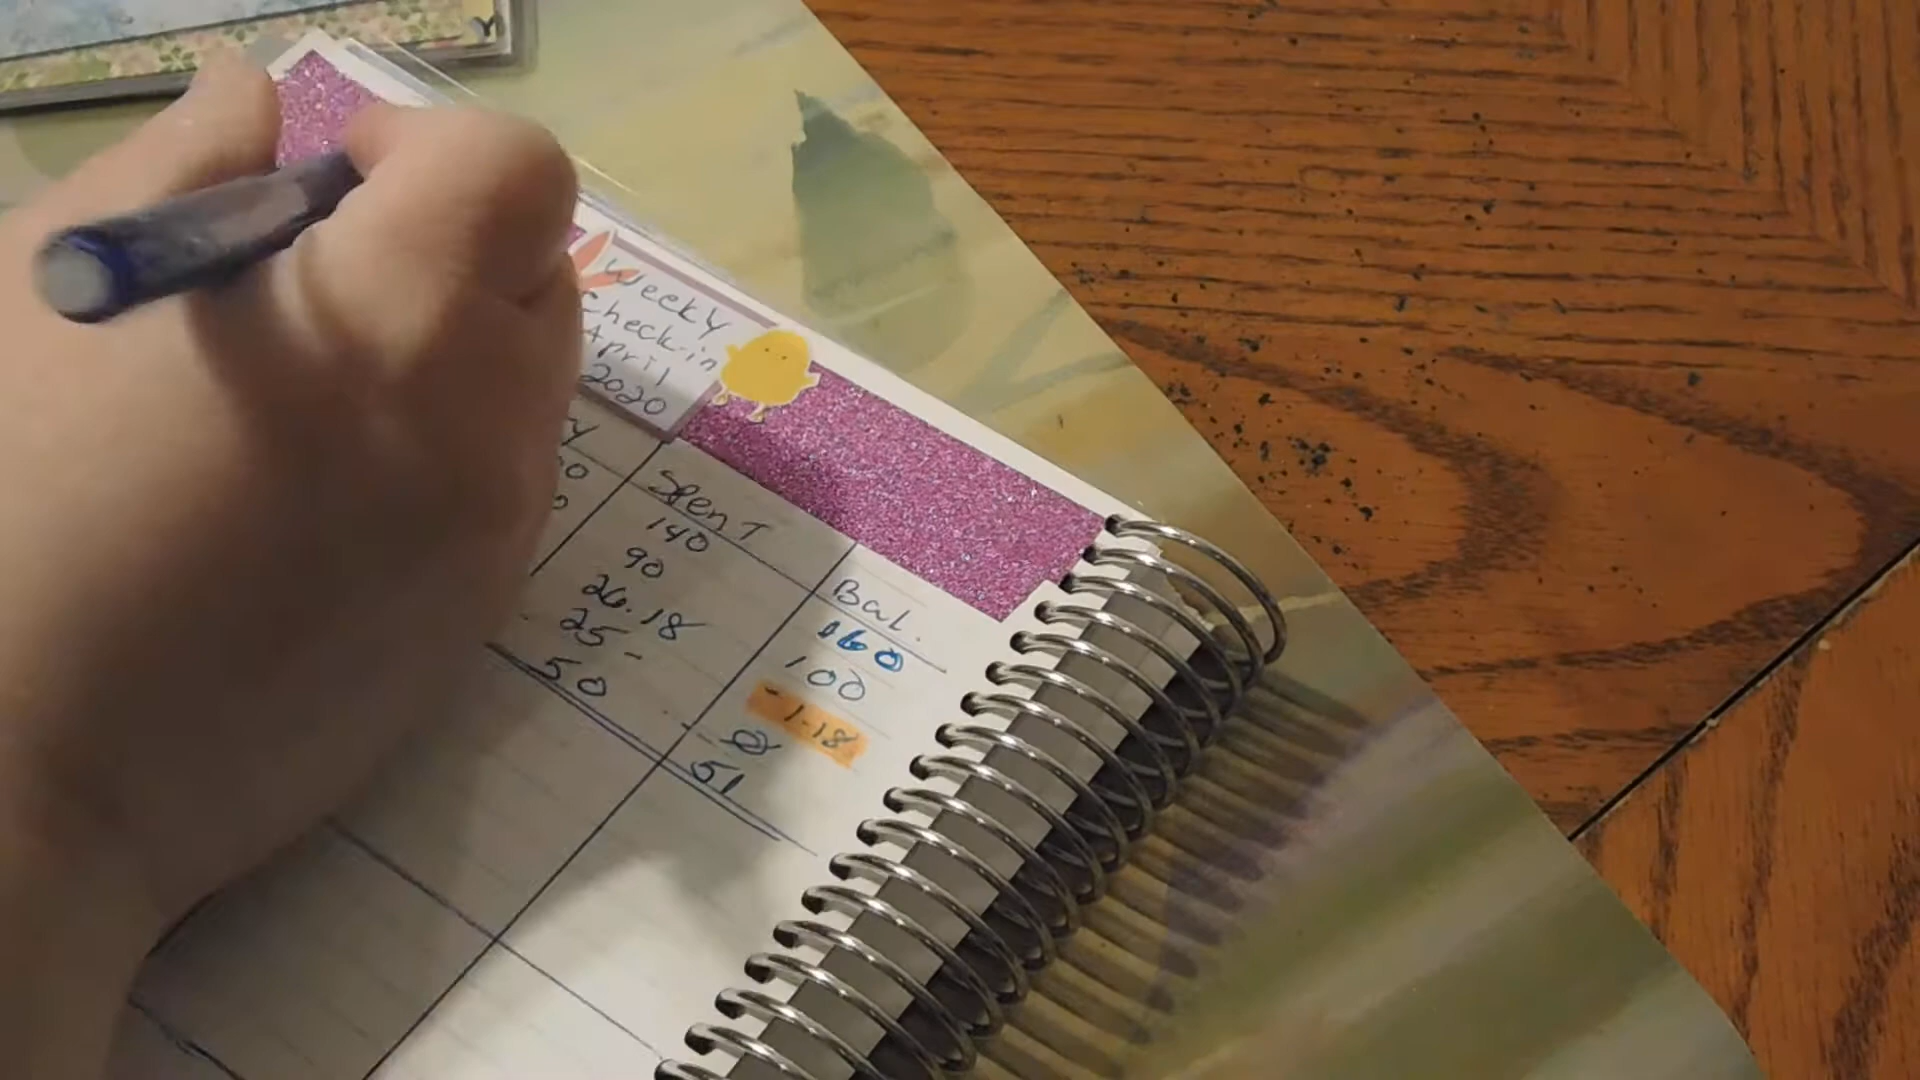 Weekly
check-in
April
2020
Spent
Bal.
140
160
90
100
26.18
-1.18
25-
0
50
51